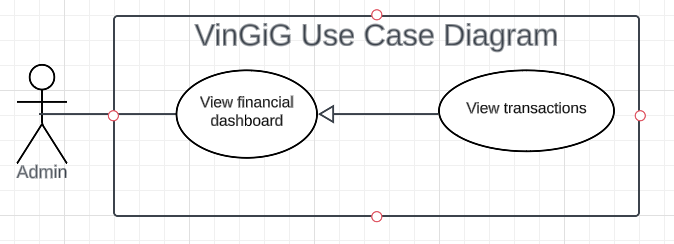 VinGiG Use Case Diagram
View financial
dashboard
View transactions
Admin